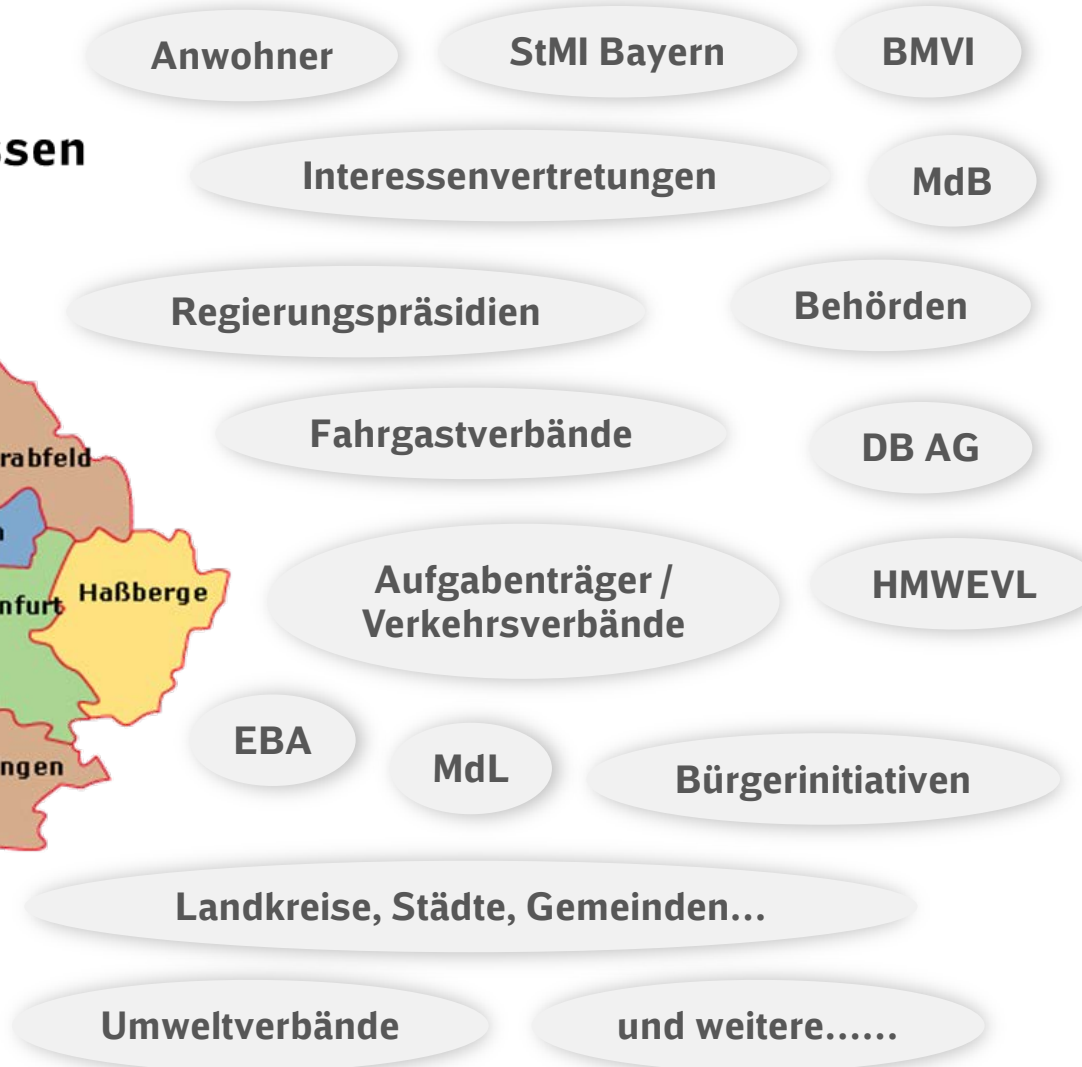 Anwohner
StMI Bayern
BMVI
ssen
Interessenvertretungen
MdB
Regierungspräsidien
Behörden
Fahrgastverbände
DB AG
rabfeld
Aufgabenträger /
Verkehrsverbände
HMWEVL
Haßberge
nfurt
EBA
MdL
Bürgerinitiativen
ngen
Landkreise, Städte, Gemeinden...
Umweltverbände
und weitere......